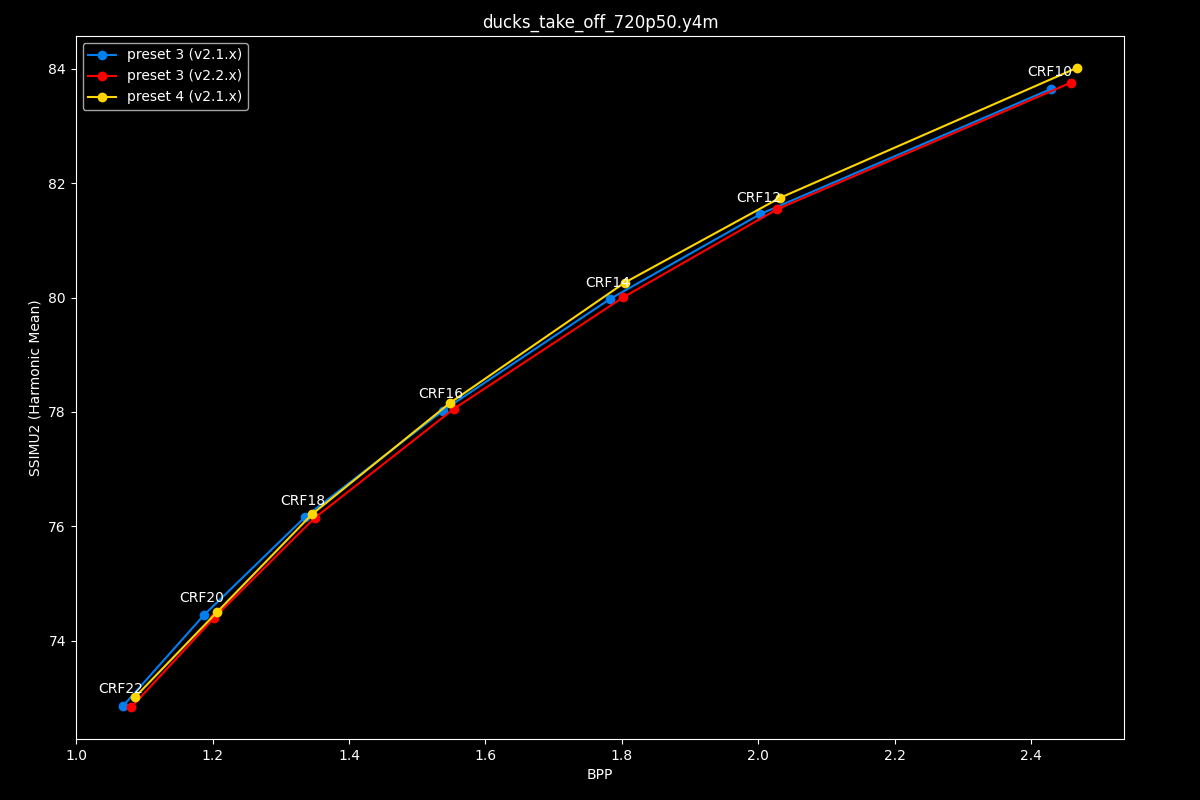 ducks_take_off_720p50.y4m
preset 3 (v2.1.x)
preset 3 (v2.2.x)
preset 4 (v2.1.x)
84
82
80
78
76
74
SSIMU2 (Harmonic Mean)
CRF10
CRF12
CRF14
CRF16
CRF18
CRF20
CRF22
1.0 1.2 1.4 1.6 1.8 2.0 2.2 2.4
BPP